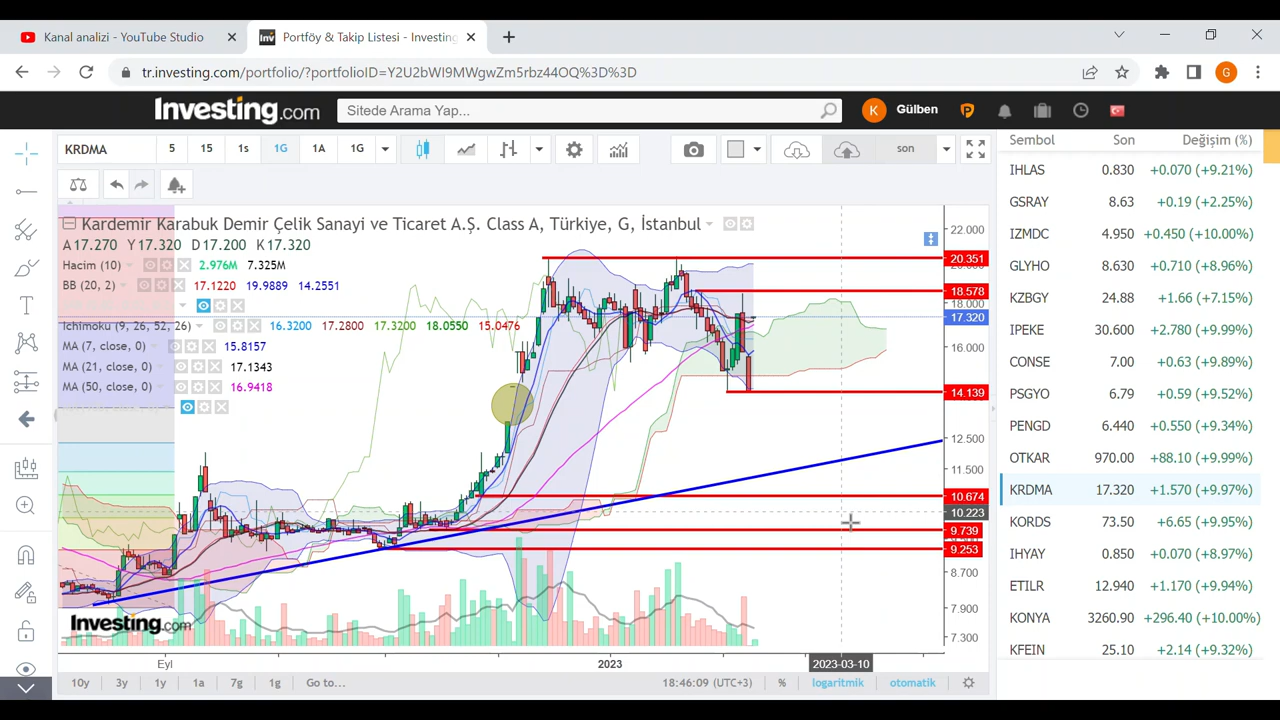 Kanal analizi - YouTube Studio
Portföy & Takip Listesi - Investing
tr.investing.com/portfolio/?portfolioID=Y2U2bWI9MWgwZm5rbz44OQ%3D%3D
G
Investing.com
Sitede Arama Yap...
K
Gülben
KRDMA
5
15
1s
1G
1A
1G
son
Sembol Son Değişim (%)
IHLAS 0.830 +0.070 (+9.21%)
GSRAY 8.63 +0.19 (+2.25%)
IZMDC 4.950 +0.450 (+10.00%)
GLYHO 8.630 +0.710 (+8.96%)
KZBGY 24.88 +1.66 (+7.15%)
IPEKE 30.600 +2.780 (+9.99%)
CONSE 7.00 +0.63 (+9.89%)
PSGYO 6.79 +0.59 (+9.52%)
PENGD 6.440 +0.550 (+9.34%)
OTKAR 970.00 +88.10 (+9.99%)
KRDMA 17.320 +1.570 (+9.97%)
KORDS 73.50 +6.65 (+9.95%)
IHYAY 0.850 +0.070 (+8.97%)
ETILR 12.940 +1.170 (+9.94%)
KONYA 3260.90 +296.40 (+10.00%)
KFEIN 25.10 +2.14 (+9.32%)
Kardemir Karabuk Demir Çelik Sanayi ve Ticaret A.Ş. Class A, Türkiye, G, İstanbul
A17.270 Y17.320 D17.200 K17.320
Hacim (10) 2.976M 7.325M
BB (20, 2) 17.1220 19.9889 14.2551
Ichimoku (9, 26, 52, 26) 16.3200 17.2800 17.3200 18.0550 15.0476
MA (7, close, 0) 15.8157
MA (21, close, 0) 17.1343
MA (50, close, 0) 16.9418
22.000
20.351
18.578
18.000
17.320
16.000
14.139
12.500
11.500
10.674
10.223
9.739
9.253
8.700
7.900
7.300
Investing.com
Eyl
2023
2023-03-10
10y
3y
1y
1a
7g
1g
Go to...
18:46:09 (UTC+3)
%
logaritmik
otomatik